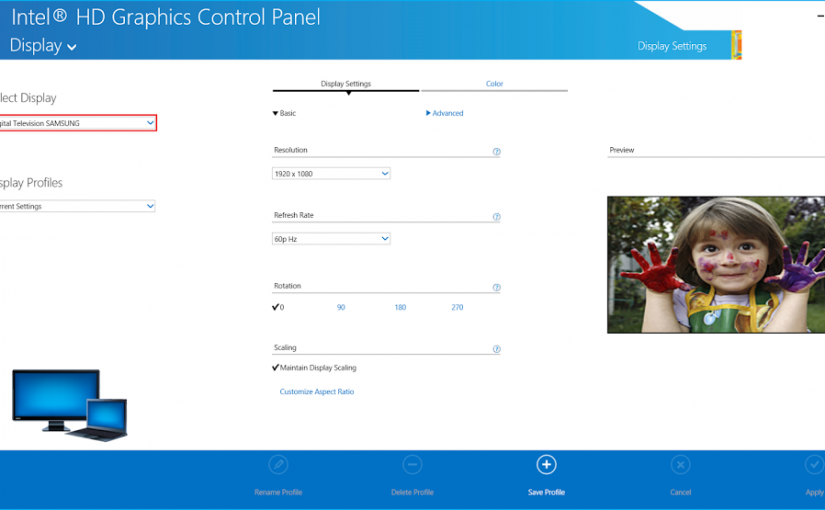 Intel® HD Graphics Control Panel
Display
Display Settings
lect Display
gital Television SAMSUNG
splay Profiles
rrent Settings
Display Settings
Color
Basic
Advanced
Resolution
1920 x 1080
Refresh Rate
60p Hz
Rotation
0 90 180 270
Scaling
Maintain Display Scaling
Customize Aspect Ratio
Preview
Rename Profile
Delete Profile
Save Profile
Cancel
Apply